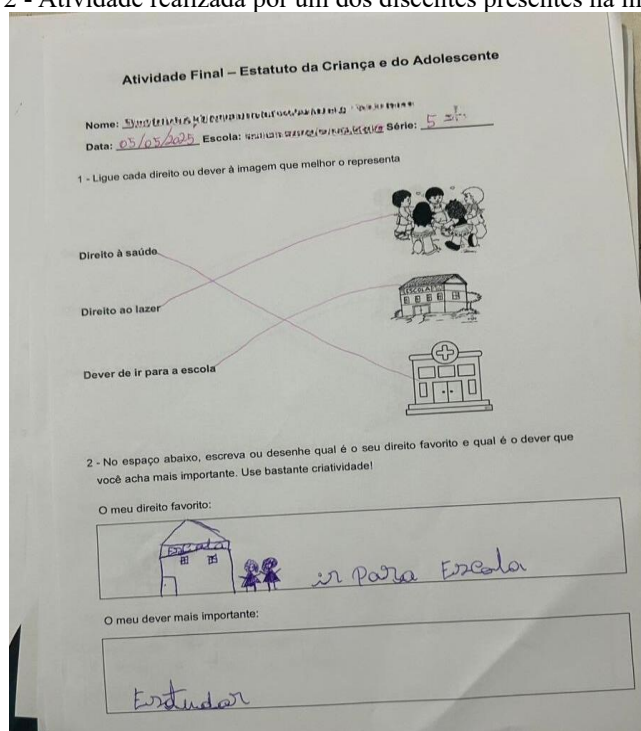 2 - Atividade realizada por um dos discentes presentes na
Atividade Final – Estatuto da Criança e do Adolescente
Nome:
Data: 05/05/2025 Escola: Série: 5
1 - Ligue cada direito ou dever à imagem que melhor o representa
Direito à saúde
Direito ao lazer
ESCOLA
Dever de ir para a escola
2 - No espaço abaixo, escreva ou desenhe qual é o seu direito favorito e qual é o dever que
você acha mais importante. Use bastante criatividade!
O meu direito favorito:
Escola
ir Para Escola
O meu dever mais importante:
Estudar